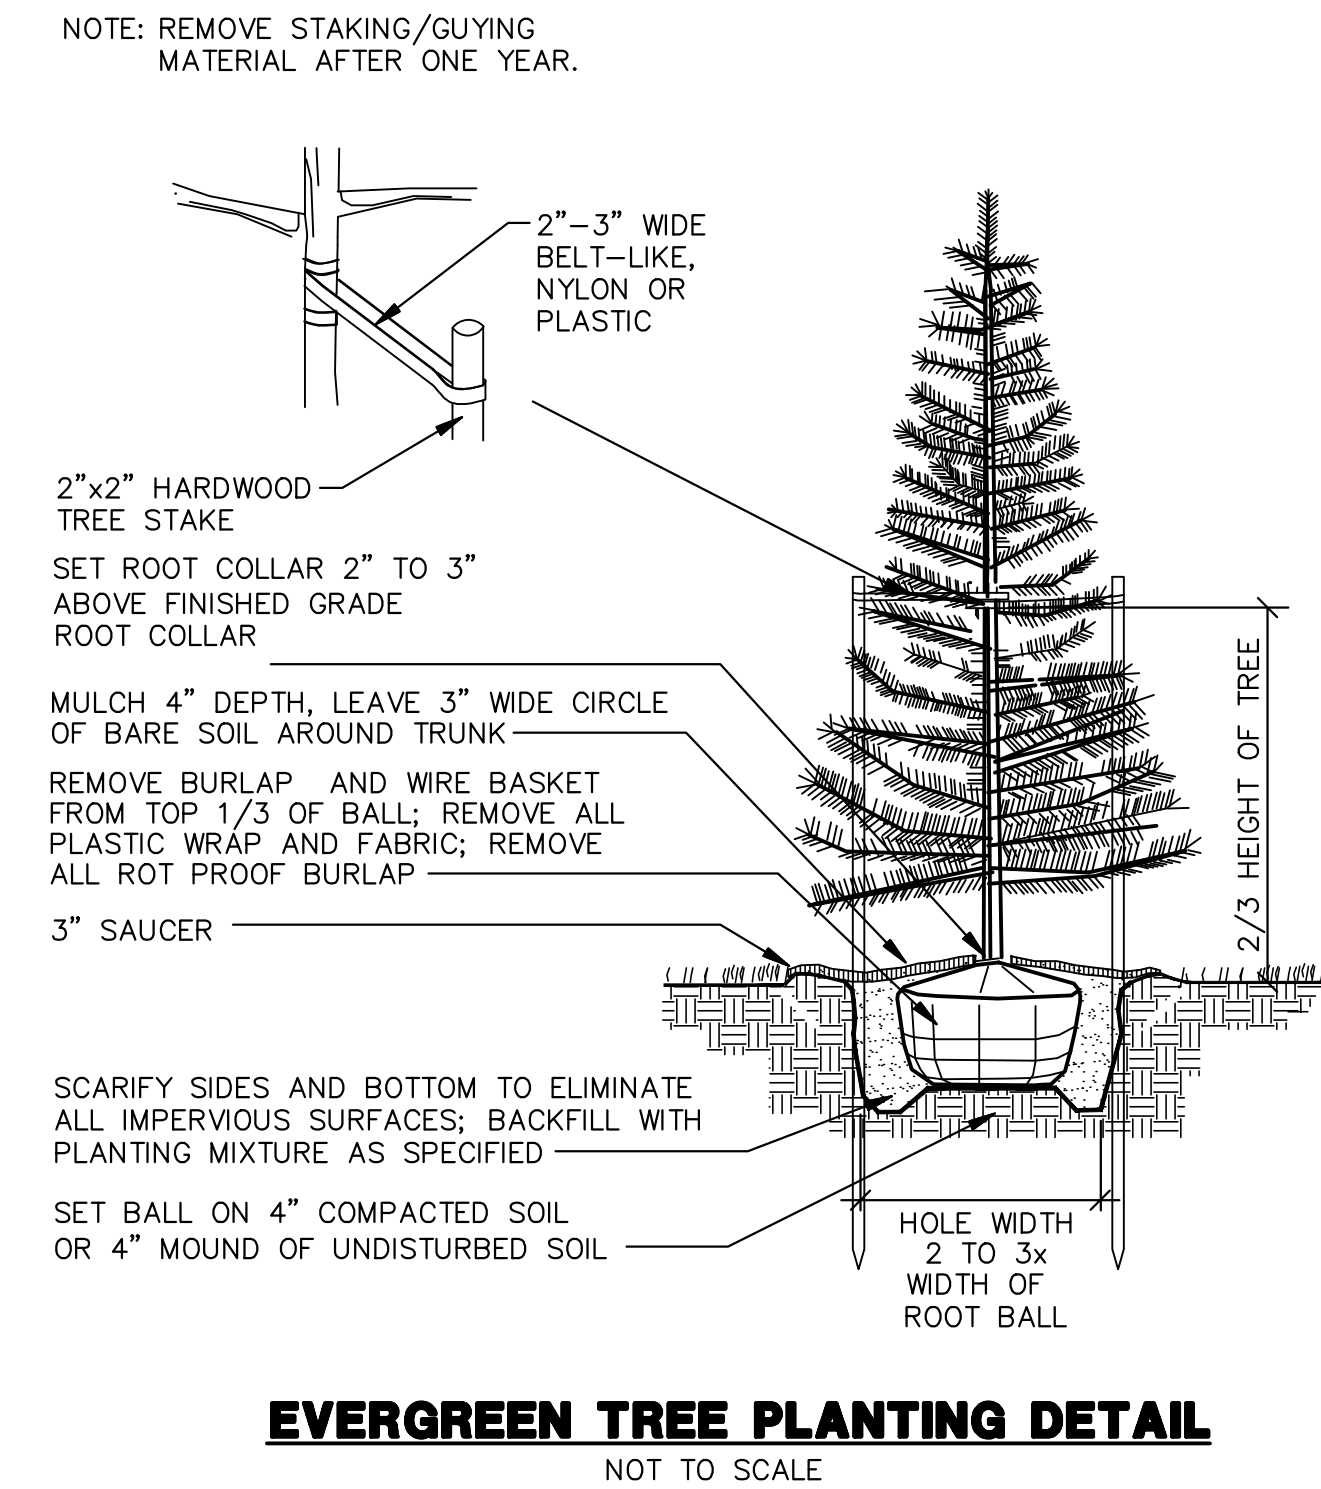 NOTE: REMOVE STAKING/GUYING
MATERIAL AFTER ONE YEAR.
2”–3” WIDE
BELT–LIKE,
NYLON OR
PLASTIC
2”x2” HARDWOOD
TREE STAKE
SET ROOT COLLAR 2” TO 3”
ABOVE FINISHED GRADE
ROOT COLLAR
MULCH 4” DEPTH, LEAVE 3” WIDE CIRCLE
OF BARE SOIL AROUND TRUNK
REMOVE BURLAP AND WIRE BASKET
FROM TOP 1/3 OF BALL; REMOVE ALL
PLASTIC WRAP AND FABRIC; REMOVE
ALL ROT PROOF BURLAP
3” SAUCER
SCARIFY SIDES AND BOTTOM TO ELIMINATE
ALL IMPERVIOUS SURFACES; BACKFILL WITH
PLANTING MIXTURE AS SPECIFIED
SET BALL ON 4” COMPACTED SOIL
OR 4” MOUND OF UNDISTURBED SOIL
2/3 HEIGHT OF TREE
HOLE WIDTH
2 TO 3x
WIDTH OF
ROOT BALL
EVERGREEN TREE PLANTING DETAIL
NOT TO SCALE